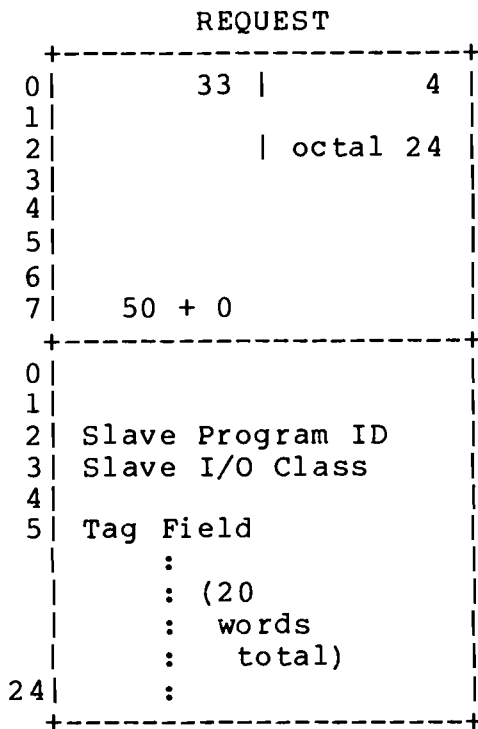 REQUEST
+------------------+
0| 33 | 4 |
1| |
2| | octal 24 |
3| |
4| |
5| |
6| |
7| 50 + 0 |
+------------------+
0| |
1| |
2| Slave Program ID |
3| Slave I/O Class |
4| |
5| Tag Field |
| : |
| : (20 |
| : words |
| : total) |
24| : |
+------------------+